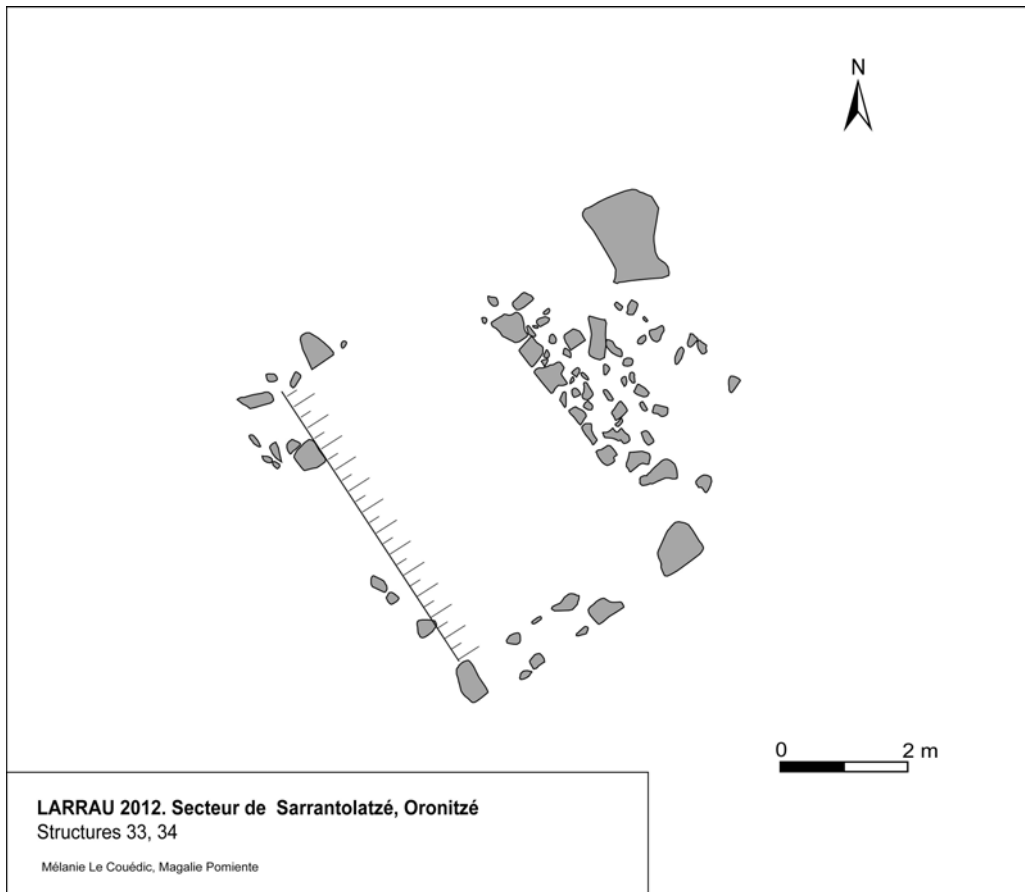 N
0 2 m
LARRAU 2012. Secteur de Sarrantolatzé, Oronitzé
Structures 33, 34
Mélanie Le Couédic, Magalie Pomiente